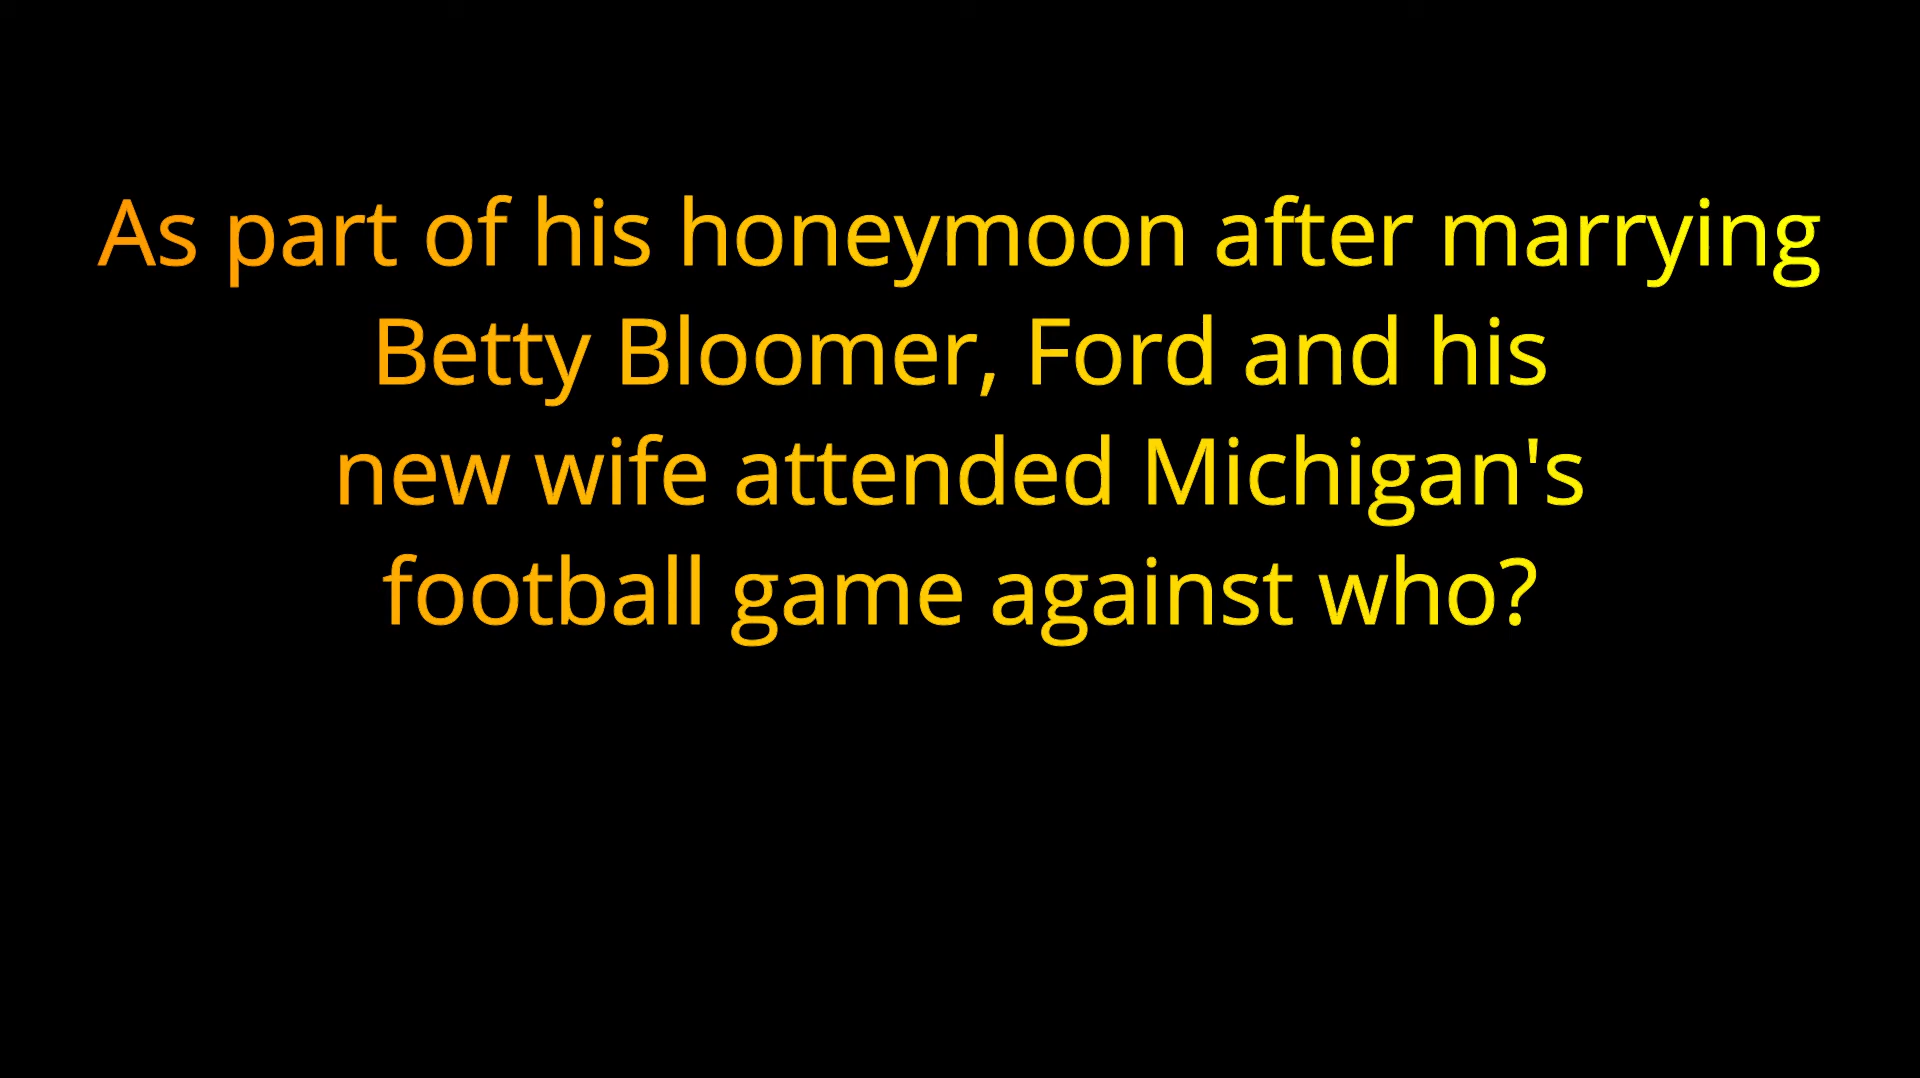 As part of his honeymoon after marrying
Betty Bloomer, Ford and his
new wife attended Michigan's
football game against who?